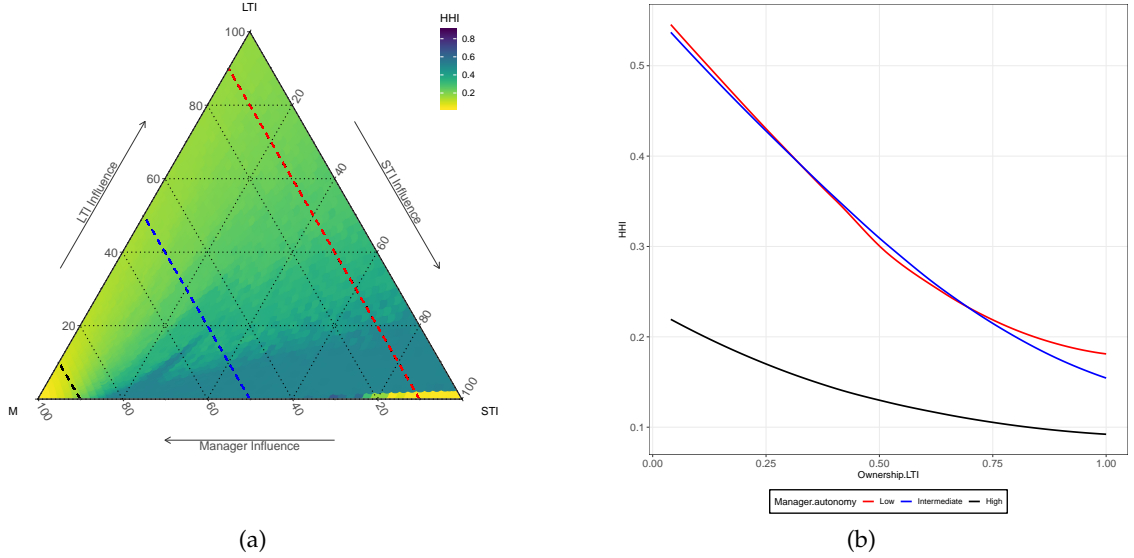 LTI
HHI
0.8
0.6
0.4
0.2
100
80
60
40
20
20
40
60
80
100
LTI Influence
STI Influence
M
STI
100
80
60
40
20
Manager Influence
(a)
HHI
0.5
0.4
0.3
0.2
0.1
0.00
0.25
0.50
0.75
1.00
Ownership.LTI
Manager.autonomy Low Intermediate High
(b)